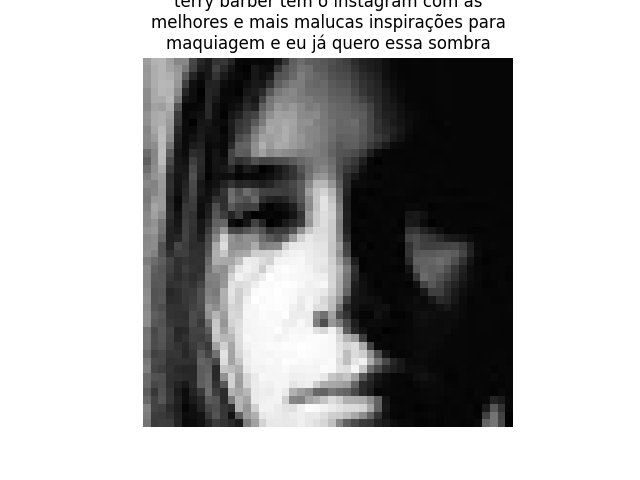 terry barber tem o instagram com as
melhores e mais malucas inspirações para
maquiagem e eu já quero essa sombra